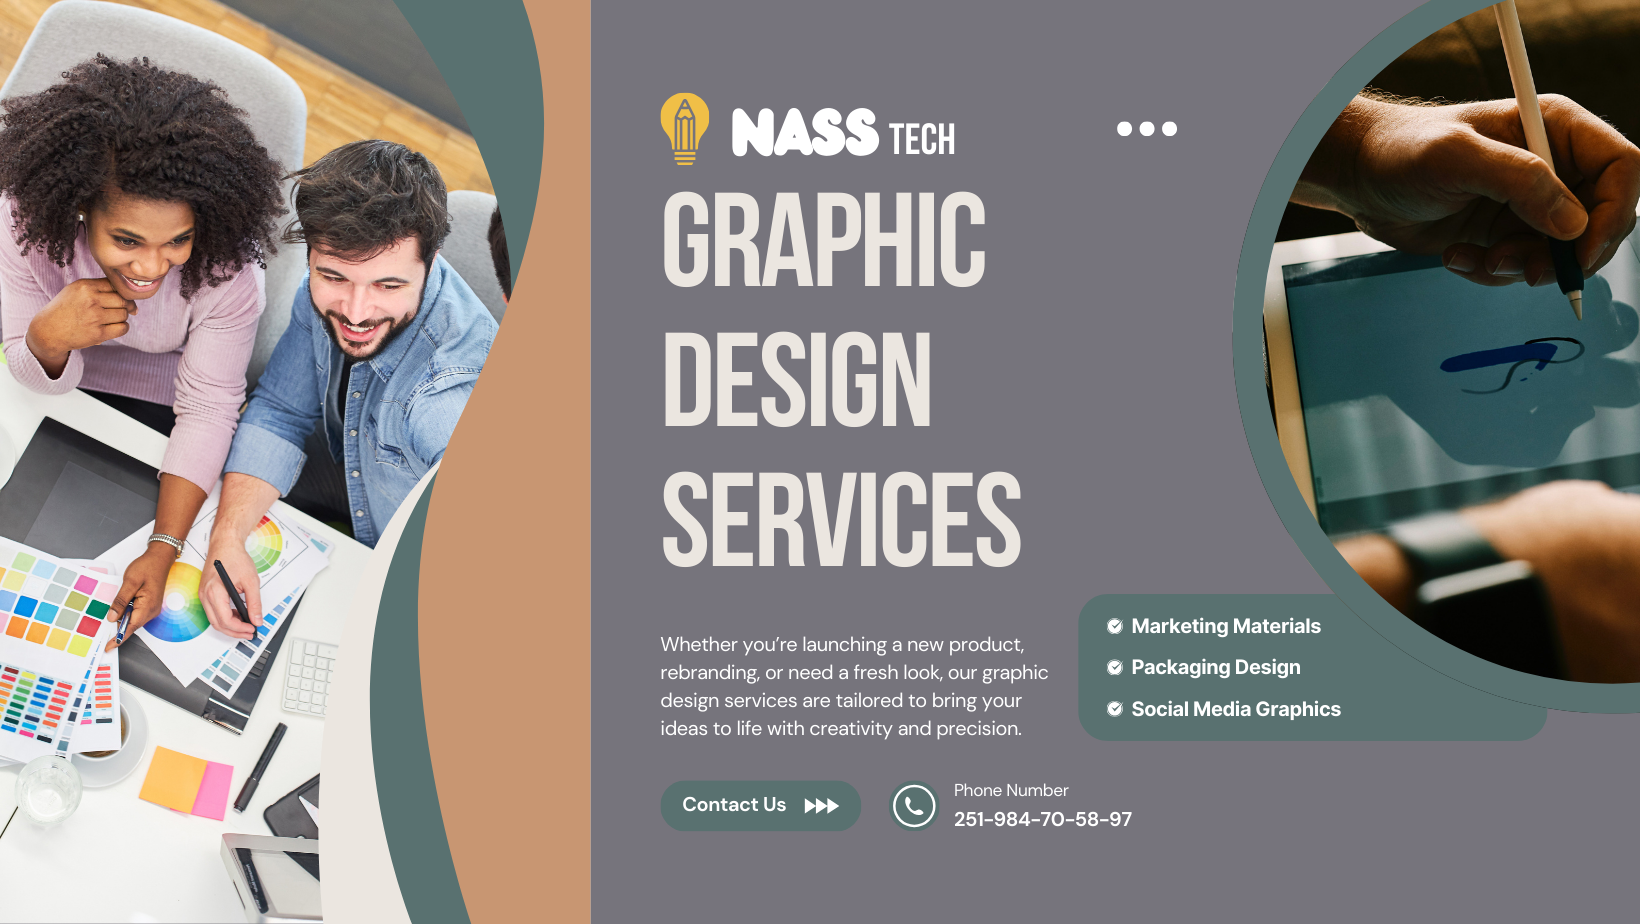 NASS TECH
GRAPHIC
DESIGN
SERVICES
Whether you’re launching a new product,
rebranding, or need a fresh look, our graphic
design services are tailored to bring your
ideas to life with creativity and precision.
Marketing Materials
Packaging Design
Social Media Graphics
Contact Us
Phone Number
251-984-70-58-97